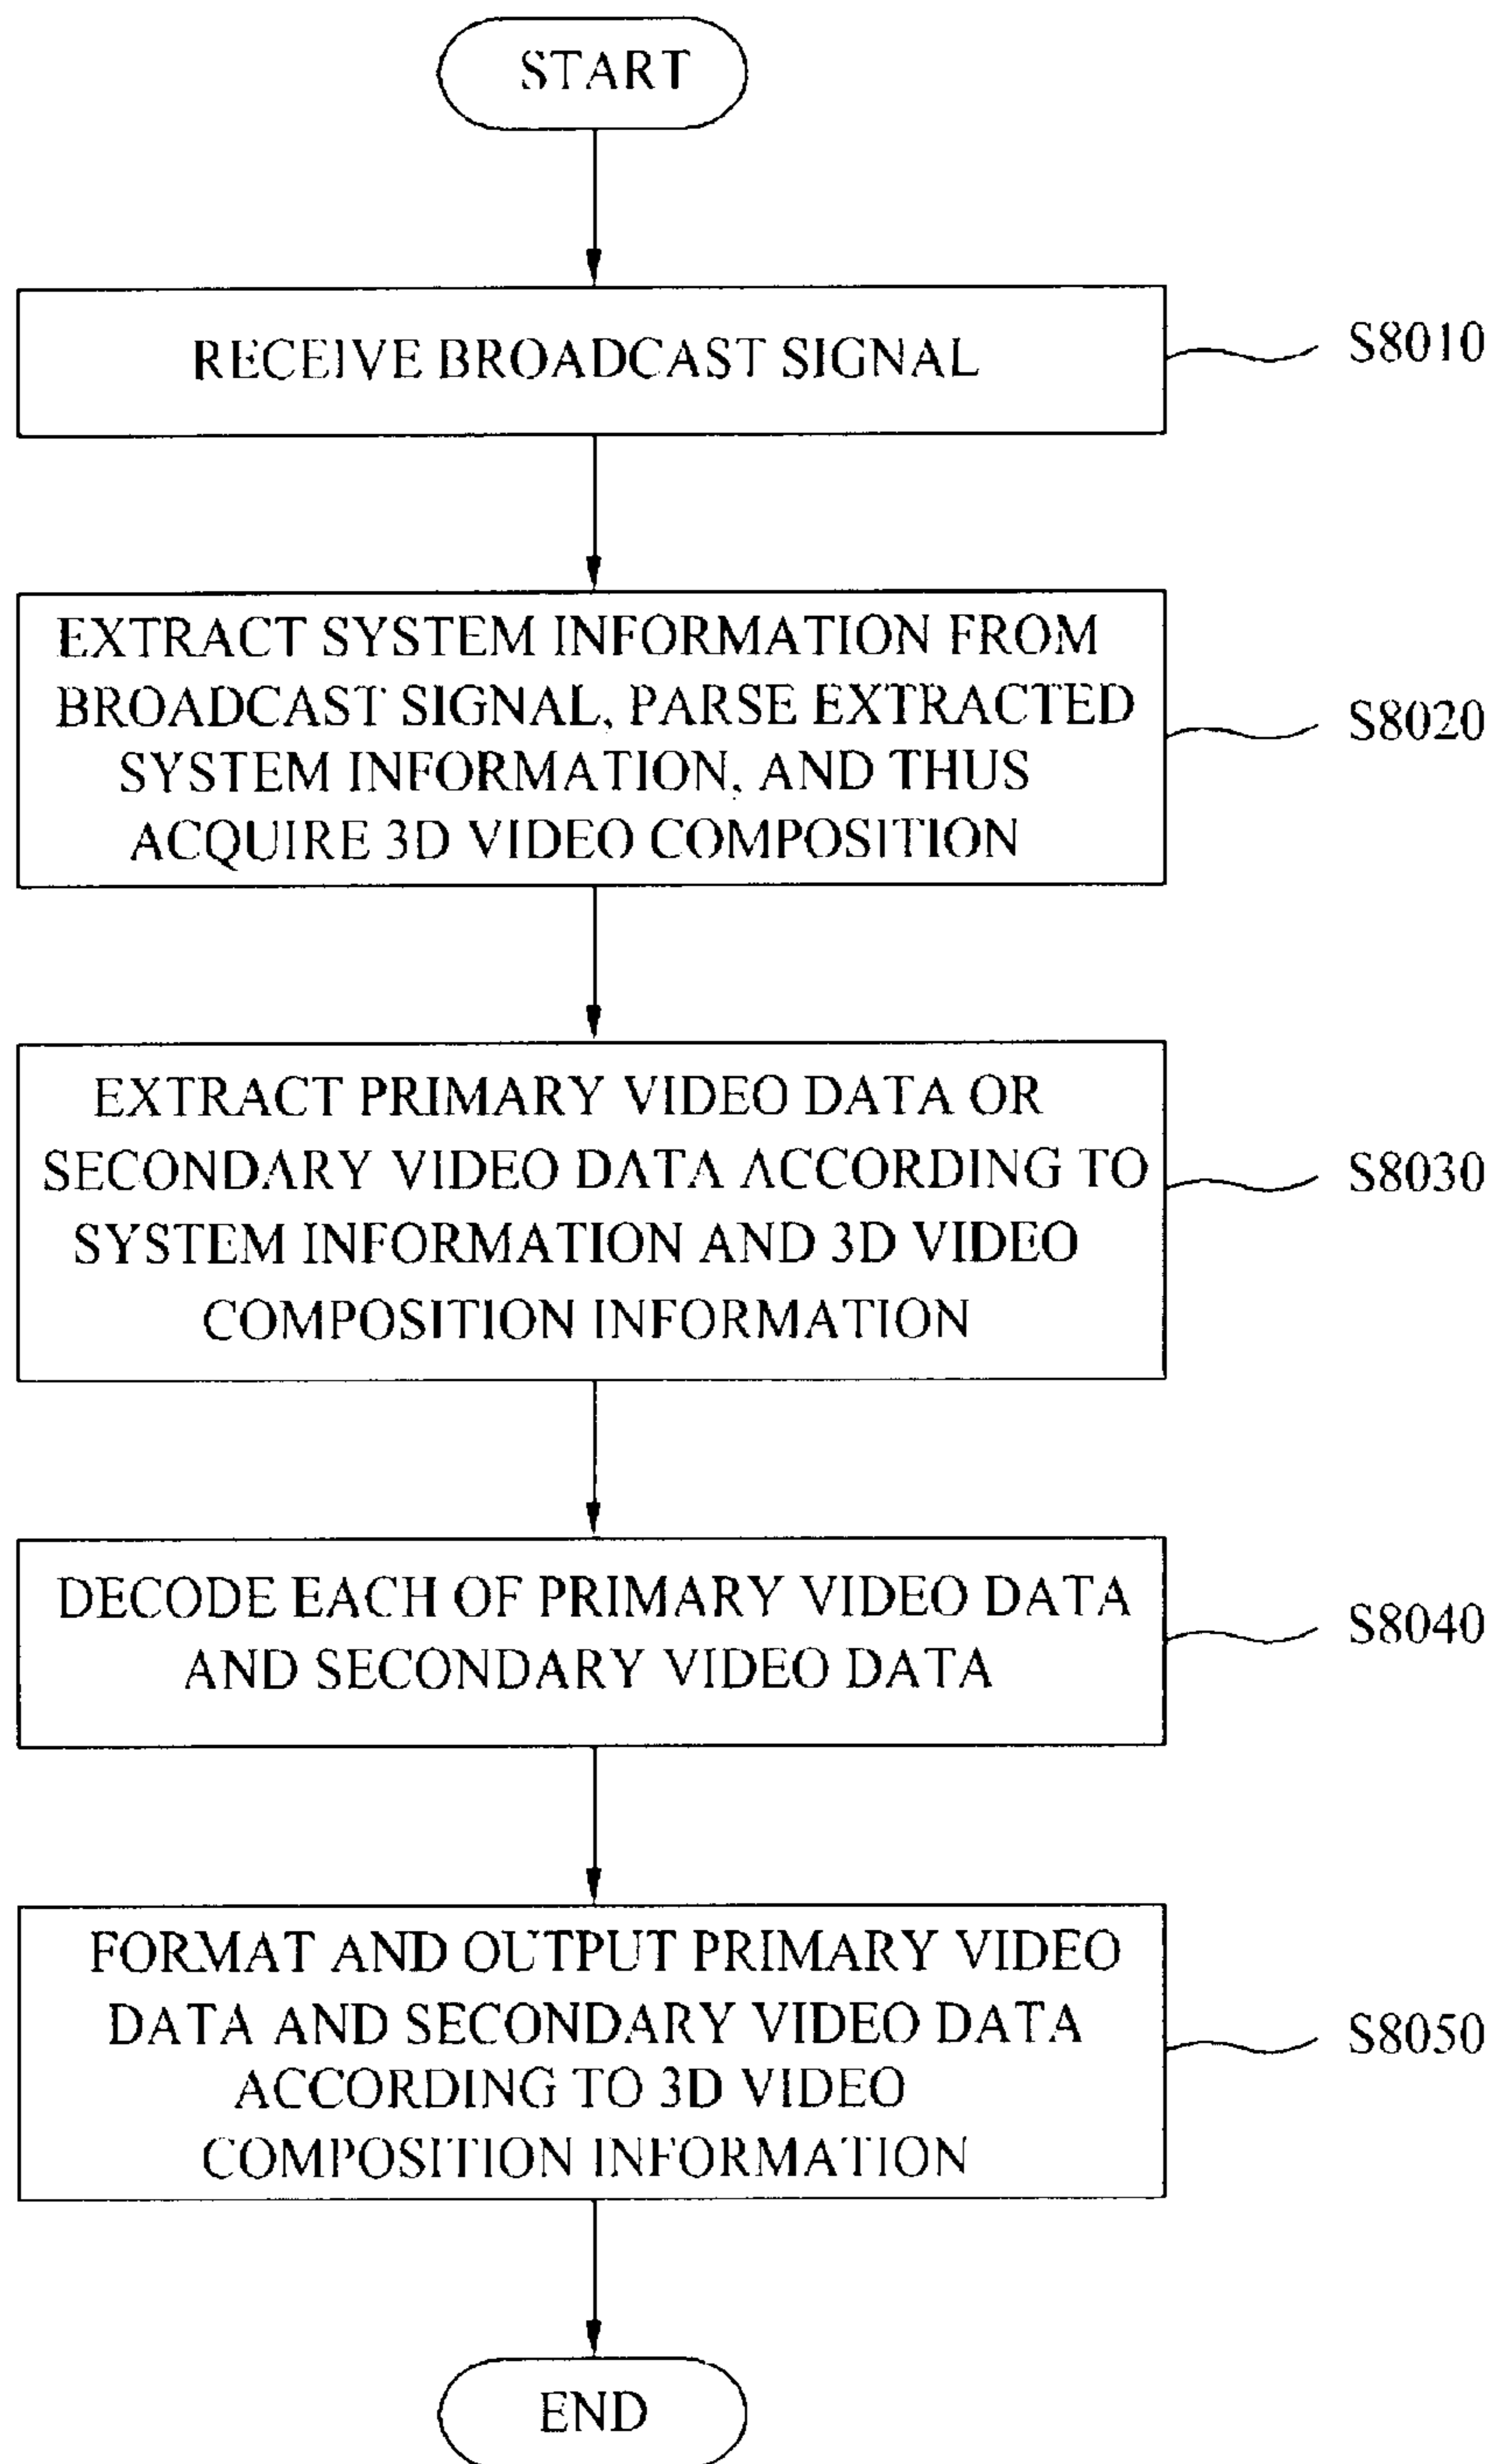 START
RECEIVE BROADCAST SIGNAL
S8010
EXTRACT SYSTEM INFORMATION FROM
BROADCAST SIGNAL, PARSE EXTRACTED
SYSTEM INFORMATION, AND THUS
ACQUIRE 3D VIDEO COMPOSITION
S8020
EXTRACT PRIMARY VIDEO DATA OR
SECONDARY VIDEO DATA ACCORDING TO
SYSTEM INFORMATION AND 3D VIDEO
COMPOSITION INFORMATION
S8030
DECODE EACH OF PRIMARY VIDEO DATA
AND SECONDARY VIDEO DATA
S8040
FORMAT AND OUTPUT PRIMARY VIDEO
DATA AND SECONDARY VIDEO DATA
ACCORDING TO 3D VIDEO
COMPOSITION INFORMATION
S8050
END